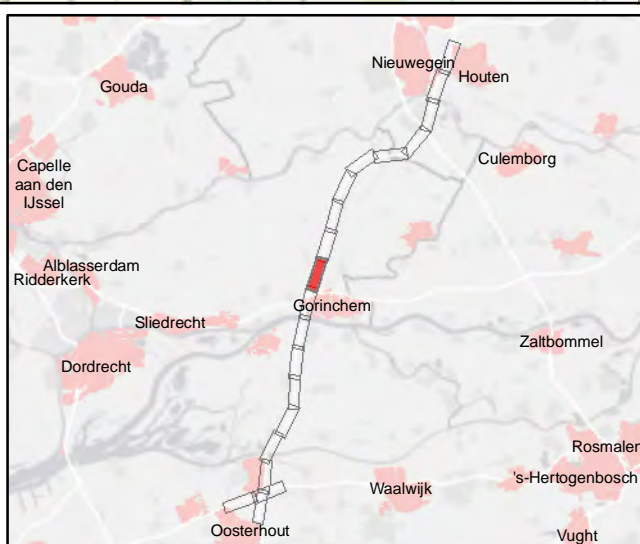 Nieuwegein
Houten
Gouda
Culemborg
Capelle
aan den
IJssel
Alblasserdam
Ridderkerk
Gorinchem
Sliedrecht
Zaltbommel
Dordrecht
Rosmalen
's-Hertogenbosch
Waalwijk
Oosterhout
Vught